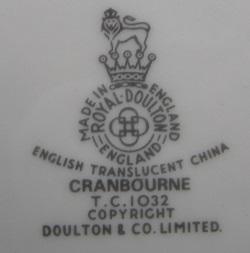 MADE IN ENGLAND
ROYAL·DOULTON
ENGLAND
ENGLISH TRANSLUCENT CHINA
CRANBOURNE
T.C.1032
COPYRIGHT
DOULTON & CO. LIMITED.